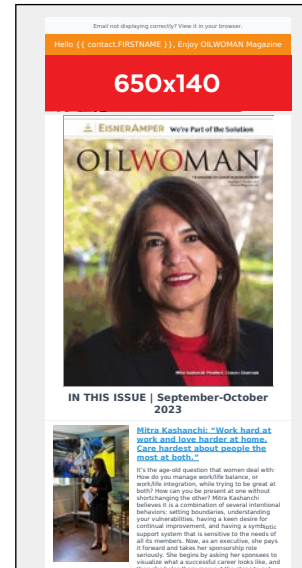 Email not displaying correctly? View it in your browser.
Hello {{ contact.FIRSTNAME }}, Enjoy OILWOMAN Magazine
650x140
EISNERAMPER We're Part of the Solution
OILWOMAN
IN THIS ISSUE | September-October
2023
Mitra Kashanchi: “Work hard at
work and love harder at home.
Care hardest about people the
most at both.”
It’s the age-old question that women deal with:
How do you manage work/life balance, or
work/life integration, while trying to be great at
both? How can you be present at one without
shortchanging the other? Mitra Kashanchi
believes it is a combination of several intentional
behaviors: setting boundaries, understanding
your vulnerabilities, having a keen desire for
continual improvement, and having a symbiotic
support system that is sensitive to the needs of
all its members. Now, as an executive, she pays
it forward and takes her sponsorship role
seriously. She begins by asking her sponsees to
visualize what a successful career looks like, and